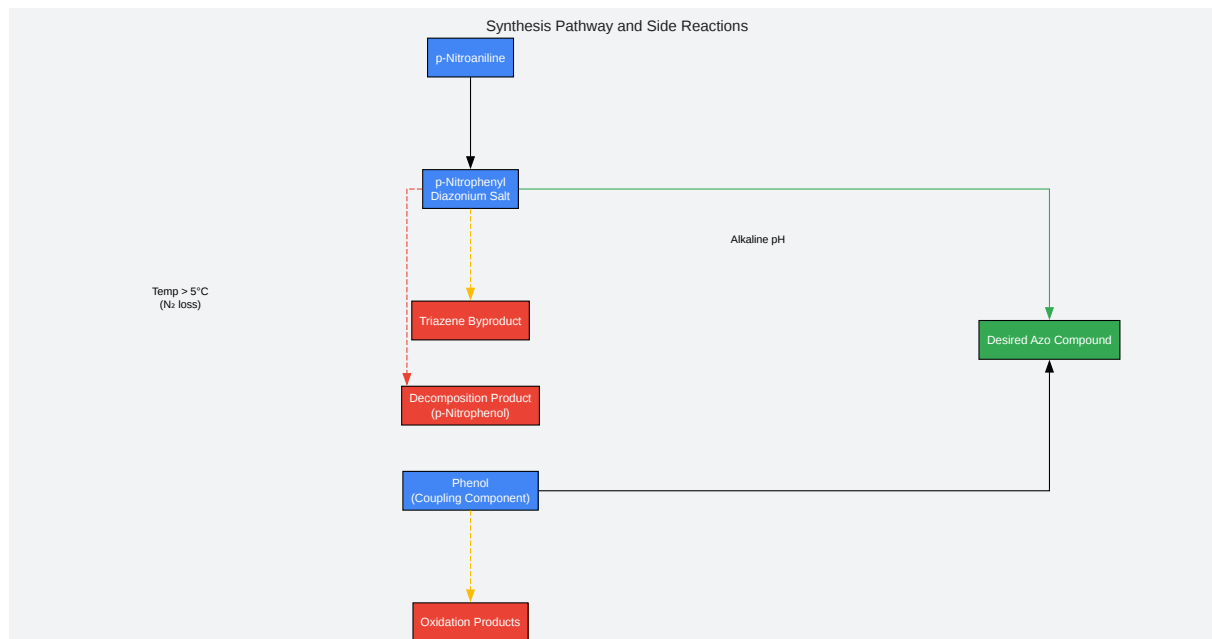 Synthesis Pathway and Side Reactions
p-Nitroaniline
p-Nitrophenyl
Diazonium Salt
Alkaline pH
Temp > 5°C
(N₂ loss)
Triazene Byproduct
Desired Azo Compound
Decomposition Product
(p-Nitrophenol)
Phenol
(Coupling Component)
Oxidation Products